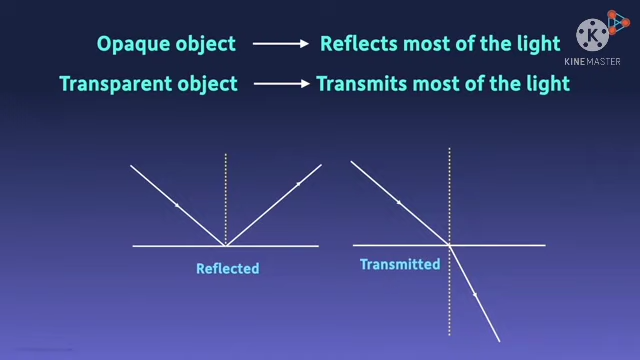 Opaque object → Reflects most of the light
KINEMASTER
Transparent object → Transmits most of the light
Reflected
Transmitted